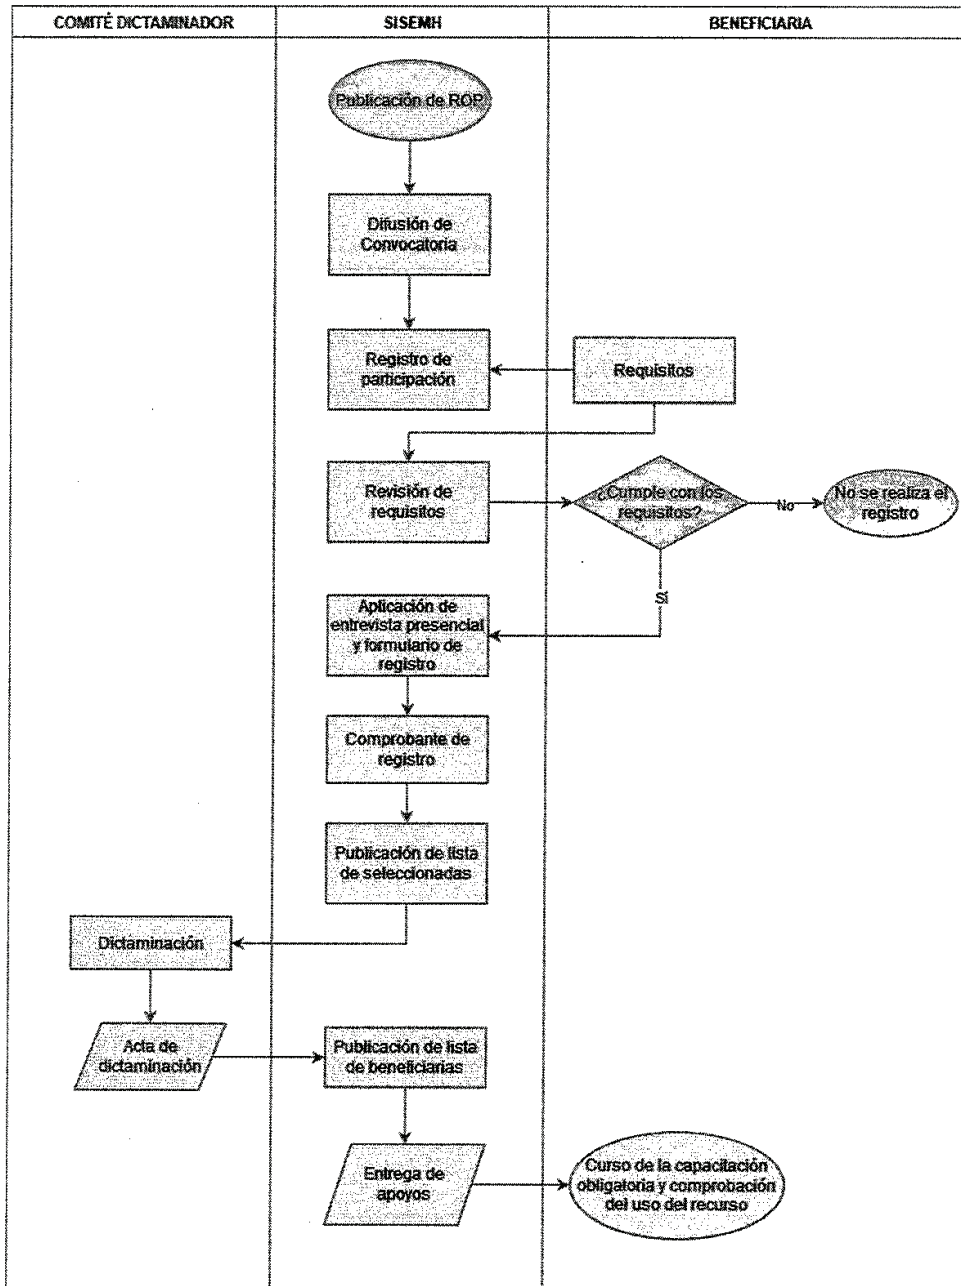 COMITÉ DICTAMINADOR
SISEMH
BENEFICIARIA
Publicación de ROP
Difusión de
Convocatoria
Registro de
participación
Requisitos
Revisión de
requisitos
¿Cumple con los
requisitos?
No
No se realiza el
registro
Sí
Aplicación de
entrevista presencial
y formulario de
registro
Comprobante de
registro
Publicación de lista
de seleccionadas
Dictaminación
Acta de
dictaminación
Publicación de lista
de beneficiarias
Entrega de
apoyos
Curso de la capacitación
obligatoria y comprobación
del uso del recurso